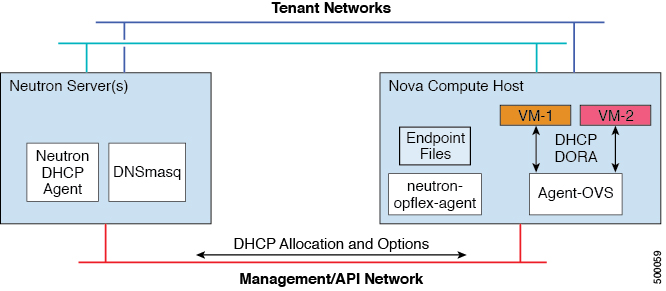 Tenant Networks
Neutron Server(s)
Neutron
DHCP
Agent
DNSmasq
Nova Compute Host
VM-1
VM-2
Endpoint
Files
DHCP
DORA
neutron-
opflex-agent
Agent-OVS
DHCP Allocation and Options
Management/API Network
500059